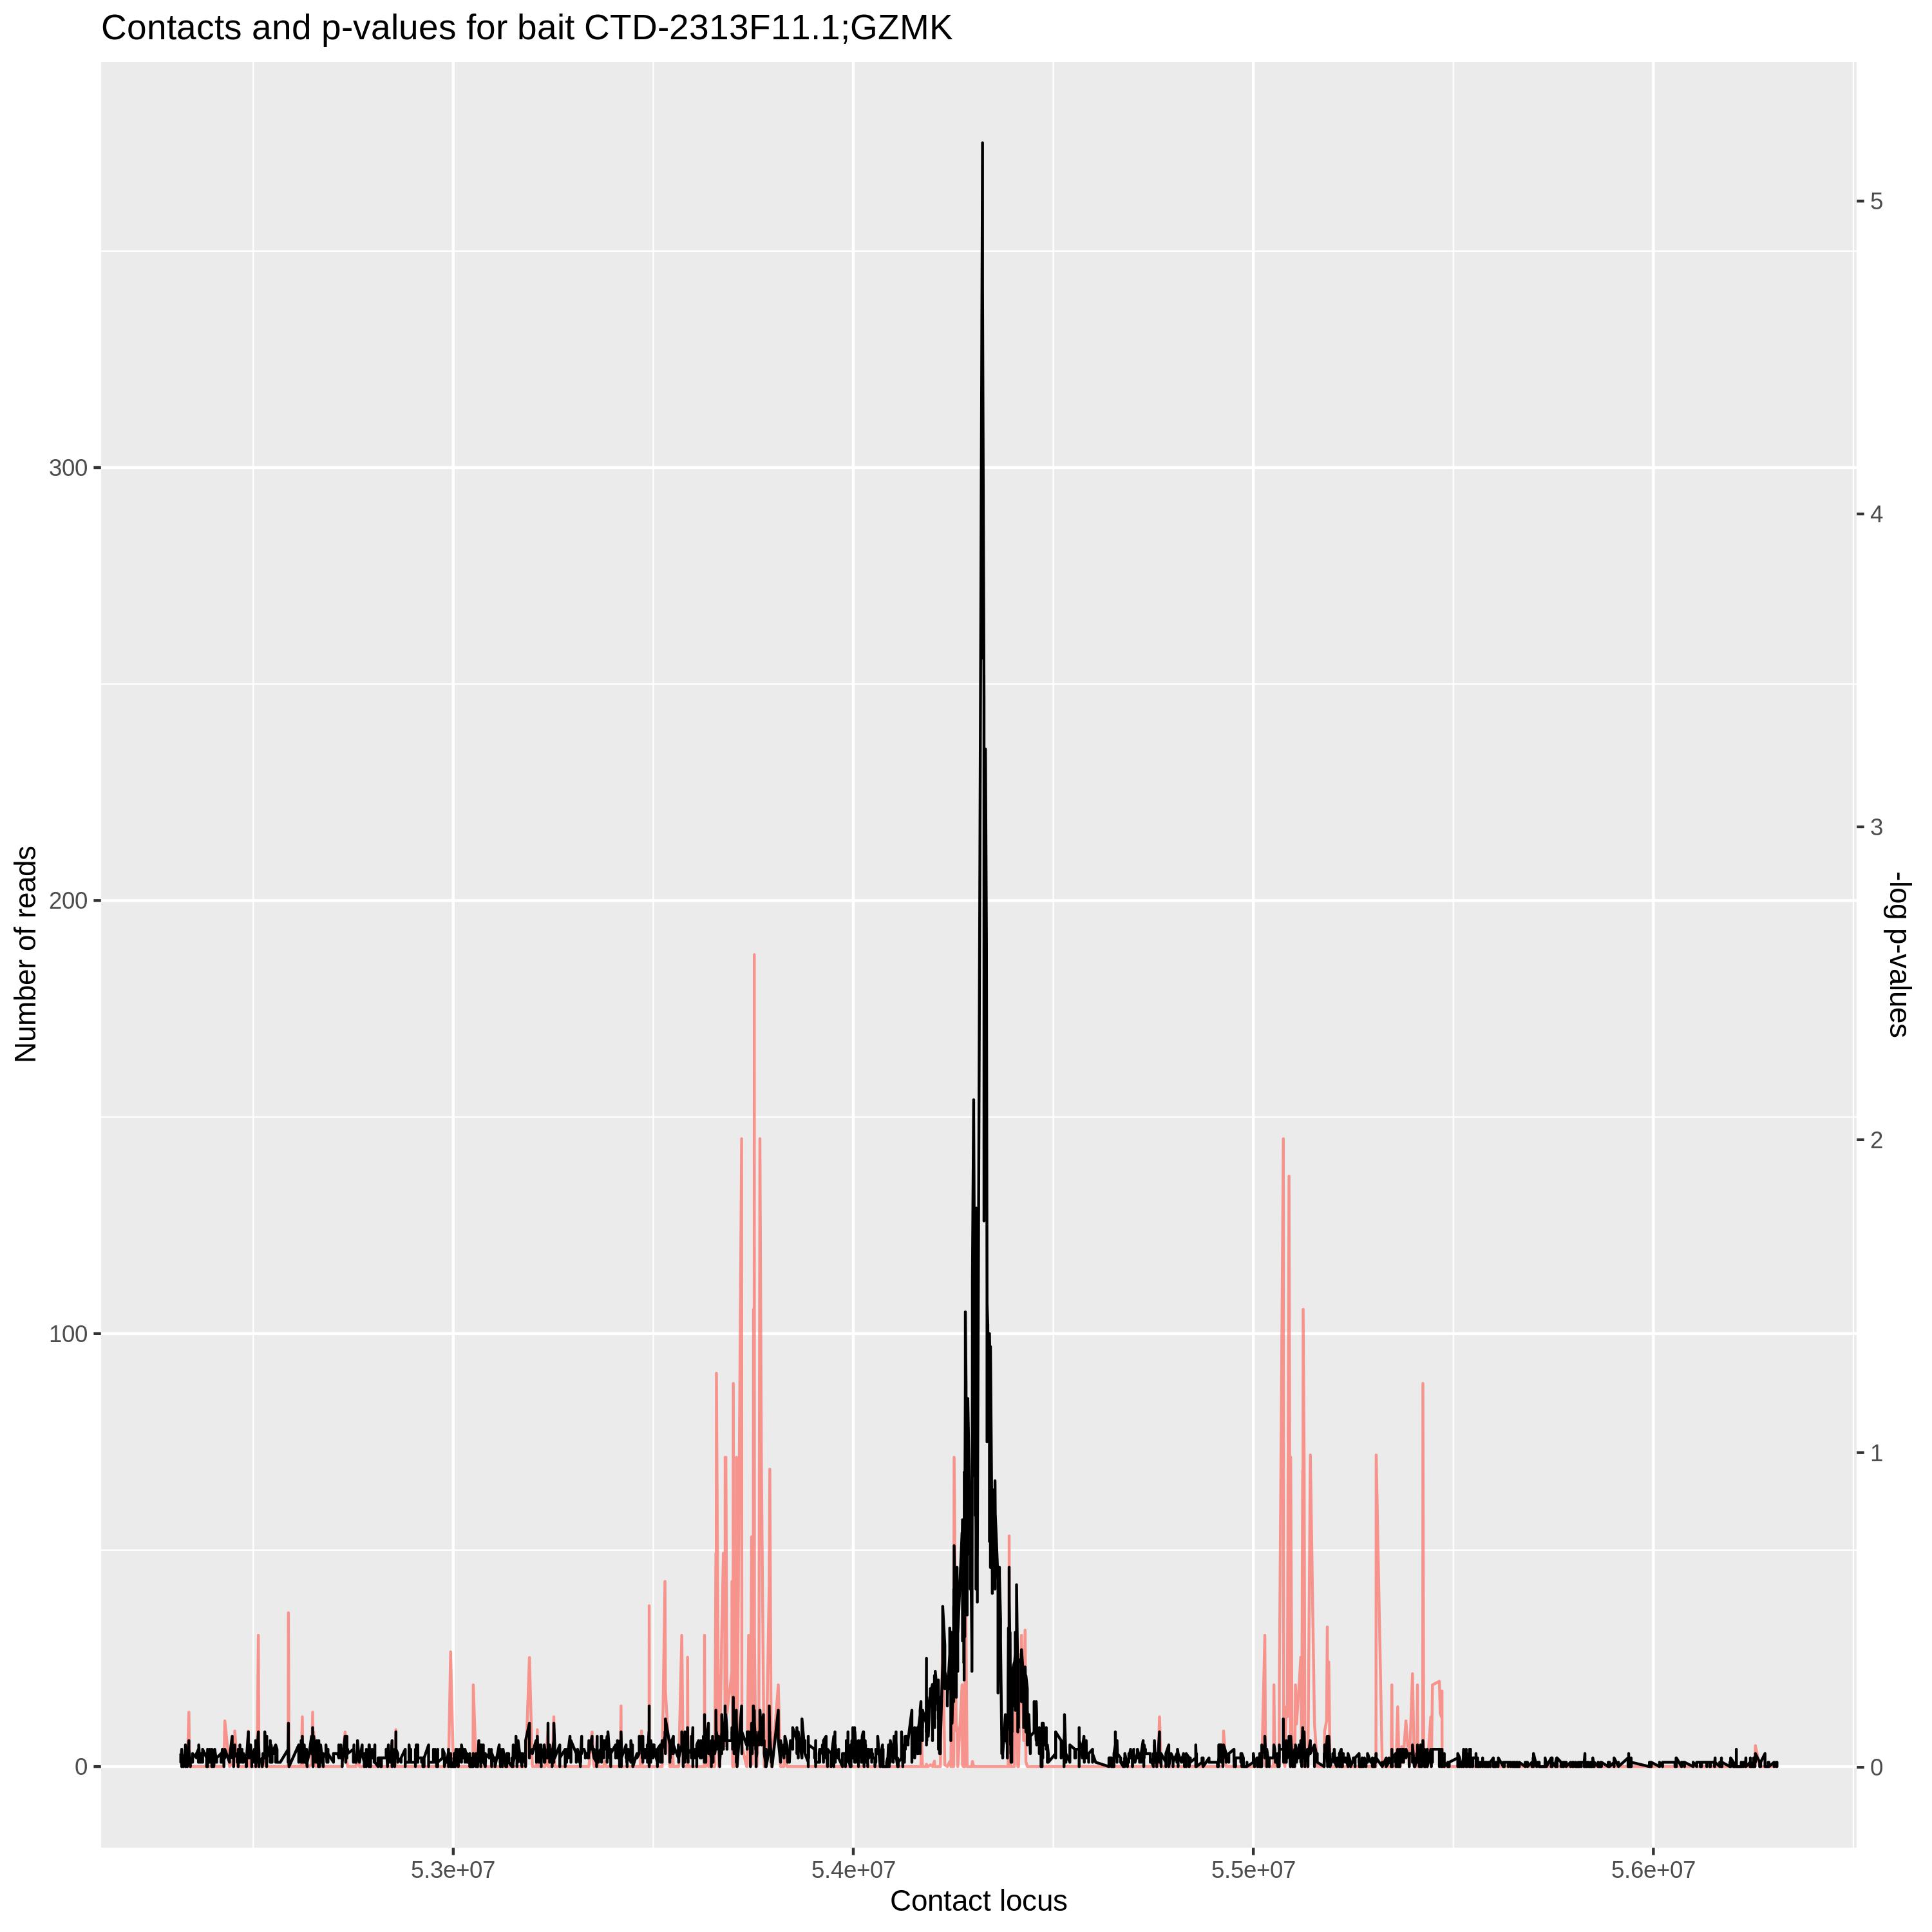 Contacts and p-values for bait CTD-2313F11.1;GZMK
Number of reads
300
200
100
0
5
4
3
2
1
0
-log p-values
5.3e+07
5.4e+07
5.5e+07
5.6e+07
Contact locus